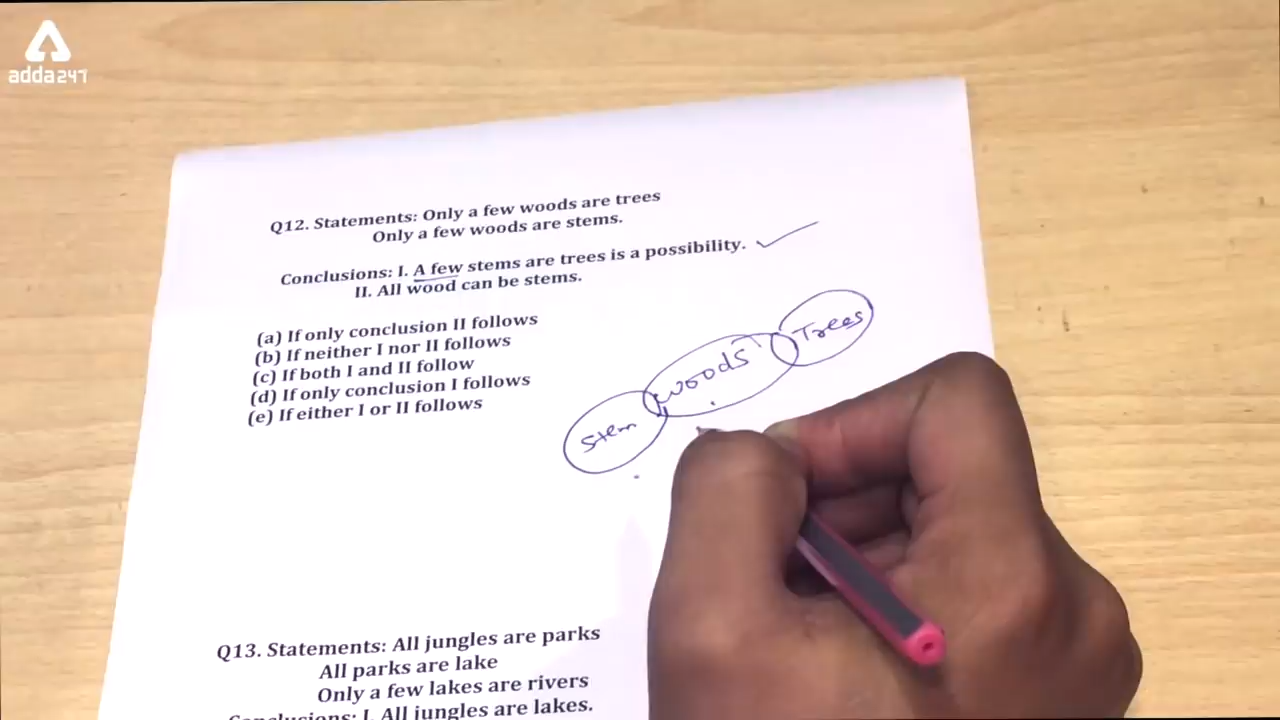 adda247
Q12. Statements: Only a few woods are trees
Only a few woods are stems.
Conclusions: I. A few stems are trees is a possibility.
II. All wood can be stems.
(a) If only conclusion II follows
(b) If neither I nor II follows
(c) If both I and II follow
(d) If only conclusion I follows
(e) If either I or II follows
Trees
woods
Stem
Q13. Statements: All jungles are parks
All parks are lake
Only a few lakes are rivers
Conclusions: I. All jungles are lakes.